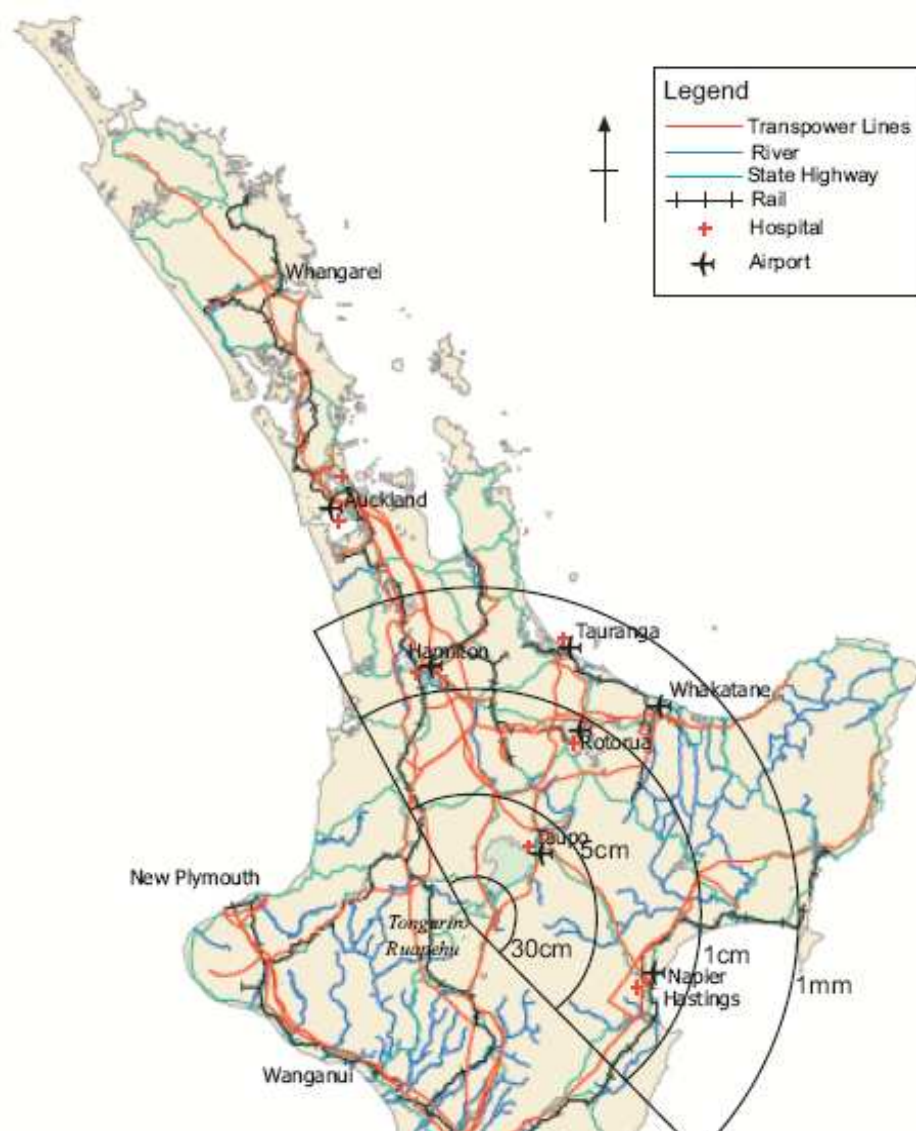 Legend
Transpower Lines
River
State Highway
Rail
Hospital
Airport
Whangarei
Auckland
Tauranga
Hamilton
Whakatane
Rotorua
Taupo
5cm
New Plymouth
Tongariro
Ruapehu
30cm
1cm
Napier
Hastings
1mm
Wanganui